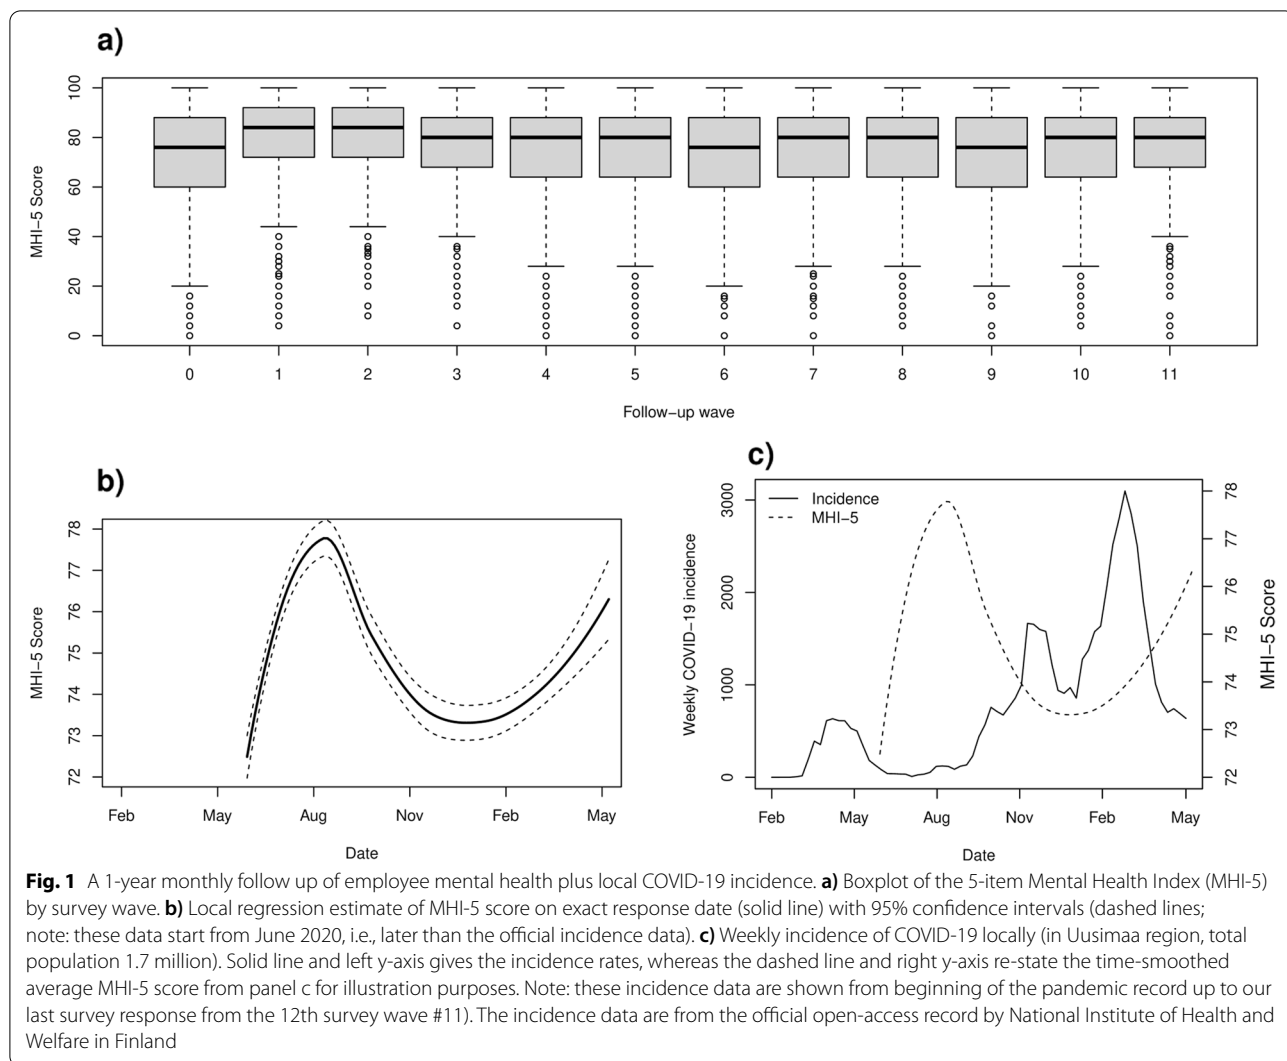 a)
100
80
60
40
20
0
MHI-5 Score
0 1 2 3 4 5 6 7 8 9 10 11
Follow-up wave
b)
78
77
76
75
74
73
72
MHI-5 Score
Feb May Aug Nov Feb May
Date
c)
Incidence
MHI-5
3000
2000
1000
0
Weekly COVID-19 incidence
78
77
76
75
74
73
72
MHI-5 Score
Feb May Aug Nov Feb May
Date
Fig. 1 A 1-year monthly follow up of employee mental health plus local COVID-19 incidence. a) Boxplot of the 5-item Mental Health Index (MHI-5)
by survey wave. b) Local regression estimate of MHI-5 score on exact response date (solid line) with 95% confidence intervals (dashed lines;
note: these data start from June 2020, i.e., later than the official incidence data). c) Weekly incidence of COVID-19 locally (in Uusimaa region, total
population 1.7 million). Solid line and left y-axis gives the incidence rates, whereas the dashed line and right y-axis re-state the time-smoothed
average MHI-5 score from panel c for illustration purposes. Note: these incidence data are shown from beginning of the pandemic record up to our
last survey response from the 12th survey wave #11). The incidence data are from the official open-access record by National Institute of Health and
Welfare in Finland